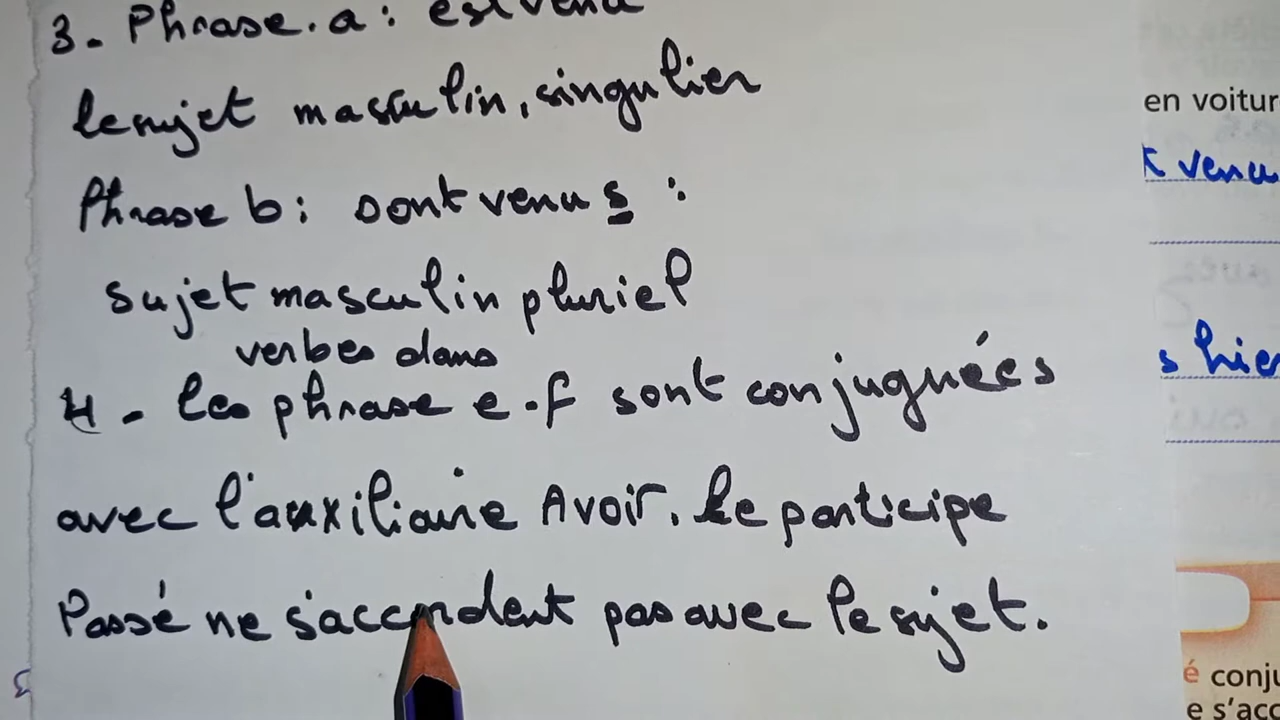 3. Phrase.a : est venu
le sujet masculin, singulier
Phrase b : sont venus :
sujet masculin pluriel
verbes dans
4. les phrase e.f sont conjuguées
avec l'auxiliaire Avoir. Le participe
Passé ne s'accordent pas avec le sujet.
en voitur
venu
s hier
é conju
e s'acc